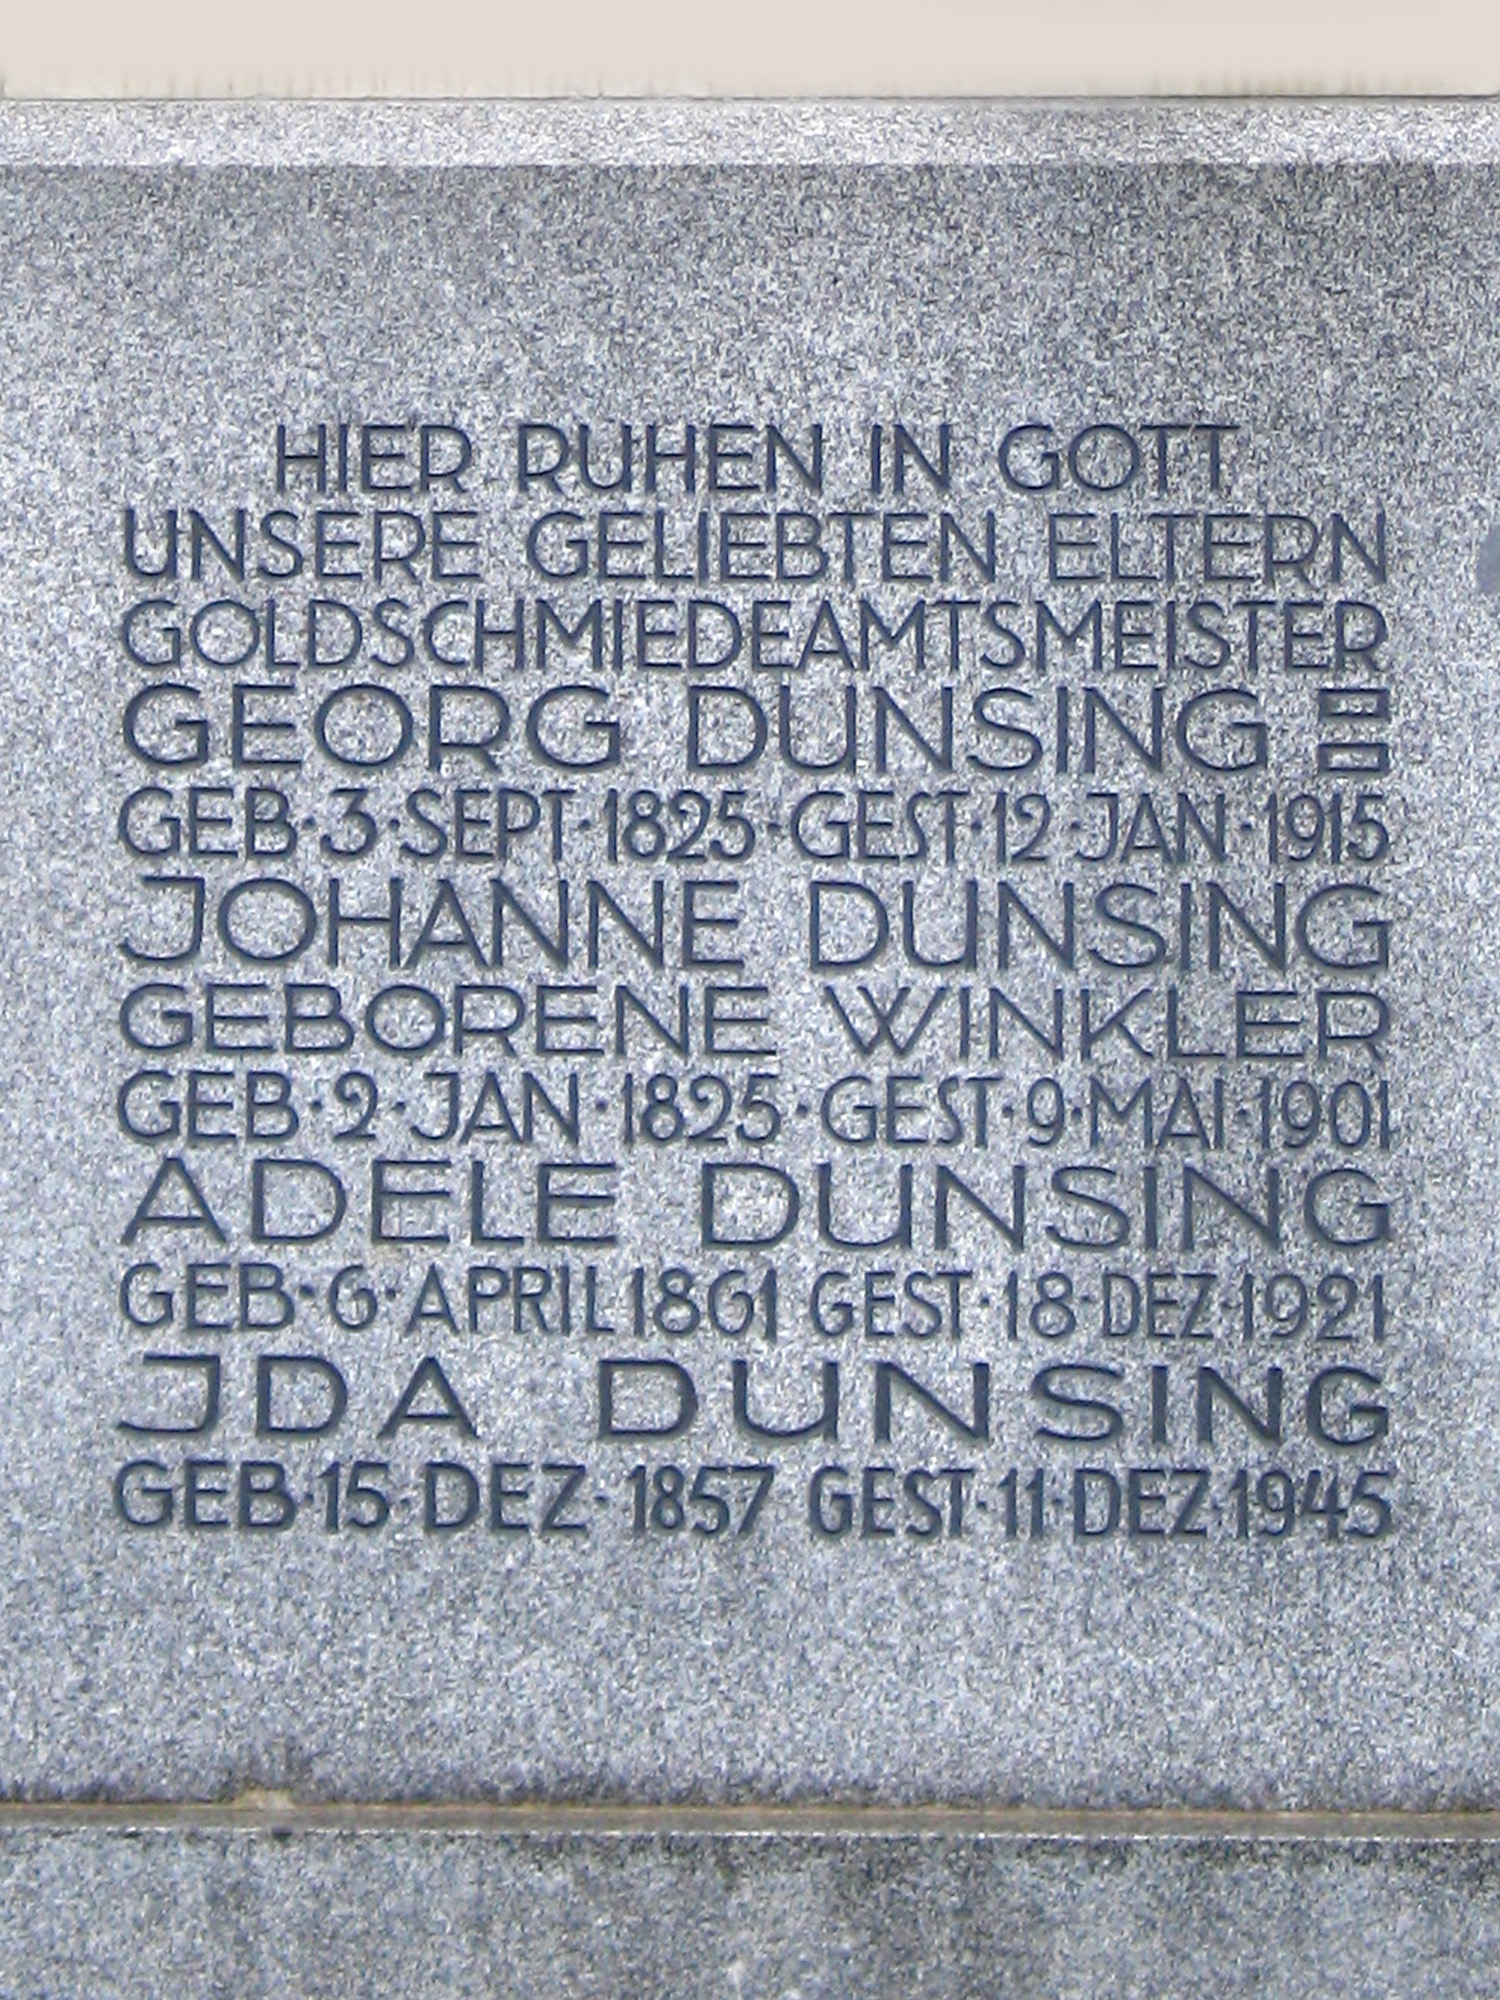 HIER RUHEN IN GOTT
UNSERE GELIEBTEN ELTERN
GOLDSCHMIEDEAMTSMEISTER
GEORG DUNSING
GEB·3·SEPT·1825·GEST·12·JAN·1915
JOHANNE DUNSING
GEBORENE WINKLER
GEB·2·JAN·1825·GEST·9·MAI·1901
ADELE DUNSING
GEB·6·APRIL 1861 GEST·18·DEZ·1921
JDA DUNSING
GEB·15·DEZ·1857 GEST·11·DEZ·1945